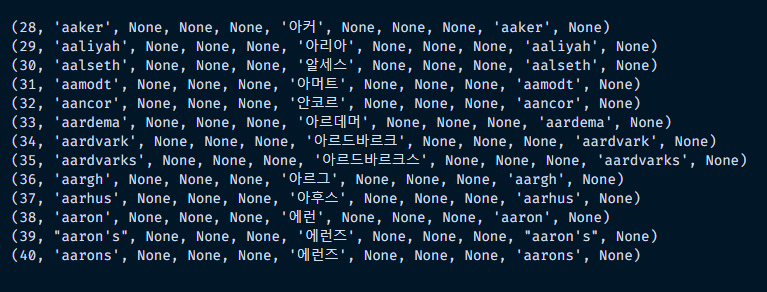 (28, 'aaker', None, None, None, '아커', None, None, None, 'aaker', None)
(29, 'aaliyah', None, None, None, '아리아', None, None, None, 'aaliyah', None)
(30, 'aalseth', None, None, None, '알세스', None, None, None, 'aalseth', None)
(31, 'aamodt', None, None, None, '아머트', None, None, None, 'aamodt', None)
(32, 'aancor', None, None, None, '안코르', None, None, None, 'aancor', None)
(33, 'aardema', None, None, None, '아르데머', None, None, None, 'aardema', None)
(34, 'aardvark', None, None, None, '아르드바르크', None, None, None, 'aardvark', None)
(35, 'aardvarks', None, None, None, '아르드바르크스', None, None, None, 'aardvarks', None)
(36, 'aargh', None, None, None, '아르그', None, None, None, 'aargh', None)
(37, 'aarhus', None, None, None, '아후스', None, None, None, 'aarhus', None)
(38, 'aaron', None, None, None, '에런', None, None, None, 'aaron', None)
(39, "aaron's", None, None, None, '에런즈', None, None, None, "aaron's", None)
(40, 'aarons', None, None, None, '에런즈', None, None, None, 'aarons', None)